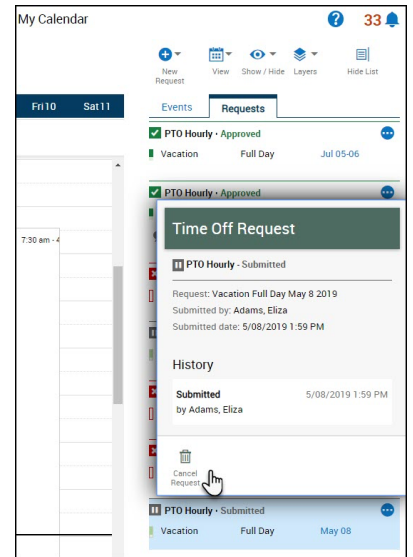 My Calendar
33
New Request
View
Show / Hide
Layers
Hide List
Fri10 Sat11
Events Requests
PTO Hourly • Approved
Vacation Full Day Jul 05-06
PTO Hourly • Approved
7:30 am - 4
Time Off Request
PTO Hourly - Submitted
Request: Vacation Full Day May 8 2019
Submitted by: Adams, Eliza
Submitted date: 5/08/2019 1:59 PM
History
Submitted 5/08/2019 1:59 PM
by Adams, Eliza
Cancel
Request
PTO Hourly • Submitted
Vacation Full Day May 08